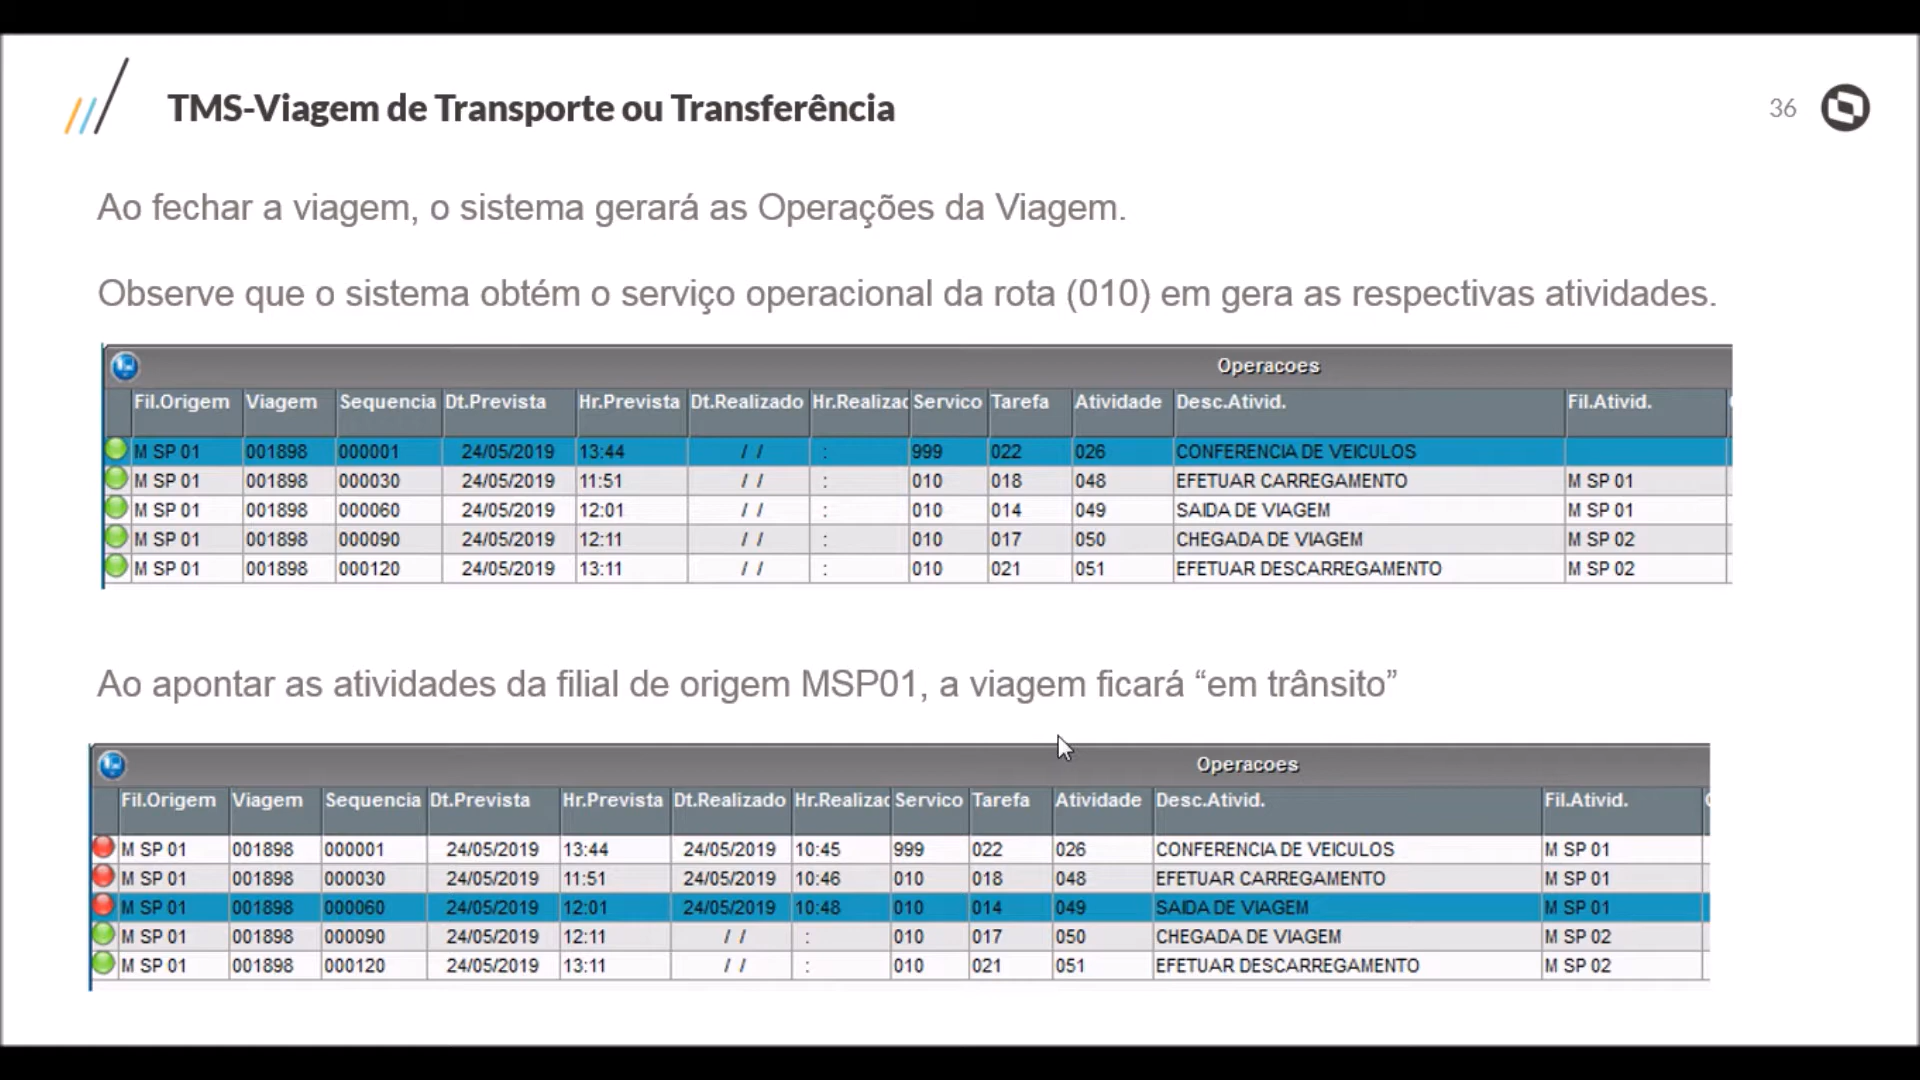 TMS-Viagem de Transporte ou Transferência
36
Ao fechar a viagem, o sistema gerará as Operações da Viagem.
Observe que o sistema obtém o serviço operacional da rota (010) em gera as respectivas atividades.
Operacoes
Fil.Origem Viagem Sequencia Dt.Prevista Hr.Prevista Dt.Realizado Hr.Realizac Servico Tarefa Atividade Desc.Ativid. Fil.Ativid.
M SP 01 001898 000001 24/05/2019 13:44 / / : 999 022 026 CONFERENCIA DE VEICULOS
M SP 01 001898 000030 24/05/2019 11:51 / / : 010 018 048 EFETUAR CARREGAMENTO M SP 01
M SP 01 001898 000060 24/05/2019 12:01 / / : 010 014 049 SAIDA DE VIAGEM M SP 01
M SP 01 001898 000090 24/05/2019 12:11 / / : 010 017 050 CHEGADA DE VIAGEM M SP 02
M SP 01 001898 000120 24/05/2019 13:11 / / : 010 021 051 EFETUAR DESCARREGAMENTO M SP 02
Ao apontar as atividades da filial de origem MSP01, a viagem ficará “em trânsito”
Operacoes
Fil.Origem Viagem Sequencia Dt.Prevista Hr.Prevista Dt.Realizado Hr.Realizac Servico Tarefa Atividade Desc.Ativid. Fil.Ativid.
M SP 01 001898 000001 24/05/2019 13:44 24/05/2019 10:45 999 022 026 CONFERENCIA DE VEICULOS M SP 01
M SP 01 001898 000030 24/05/2019 11:51 24/05/2019 10:46 010 018 048 EFETUAR CARREGAMENTO M SP 01
M SP 01 001898 000060 24/05/2019 12:01 24/05/2019 10:48 010 014 049 SAIDA DE VIAGEM M SP 01
M SP 01 001898 000090 24/05/2019 12:11 / / : 010 017 050 CHEGADA DE VIAGEM M SP 02
M SP 01 001898 000120 24/05/2019 13:11 / / : 010 021 051 EFETUAR DESCARREGAMENTO M SP 02